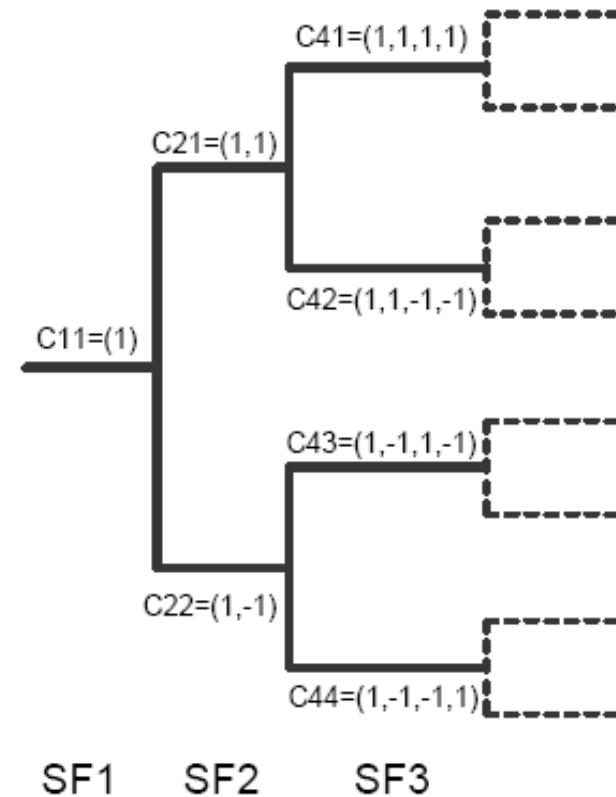 C41=(1,1,1,1)
C21=(1,1)
C42=(1,1,-1,-1)
C11=(1)
C43=(1,-1,1,-1)
C22=(1,-1)
C44=(1,-1,-1,1)
SF1 SF2 SF3